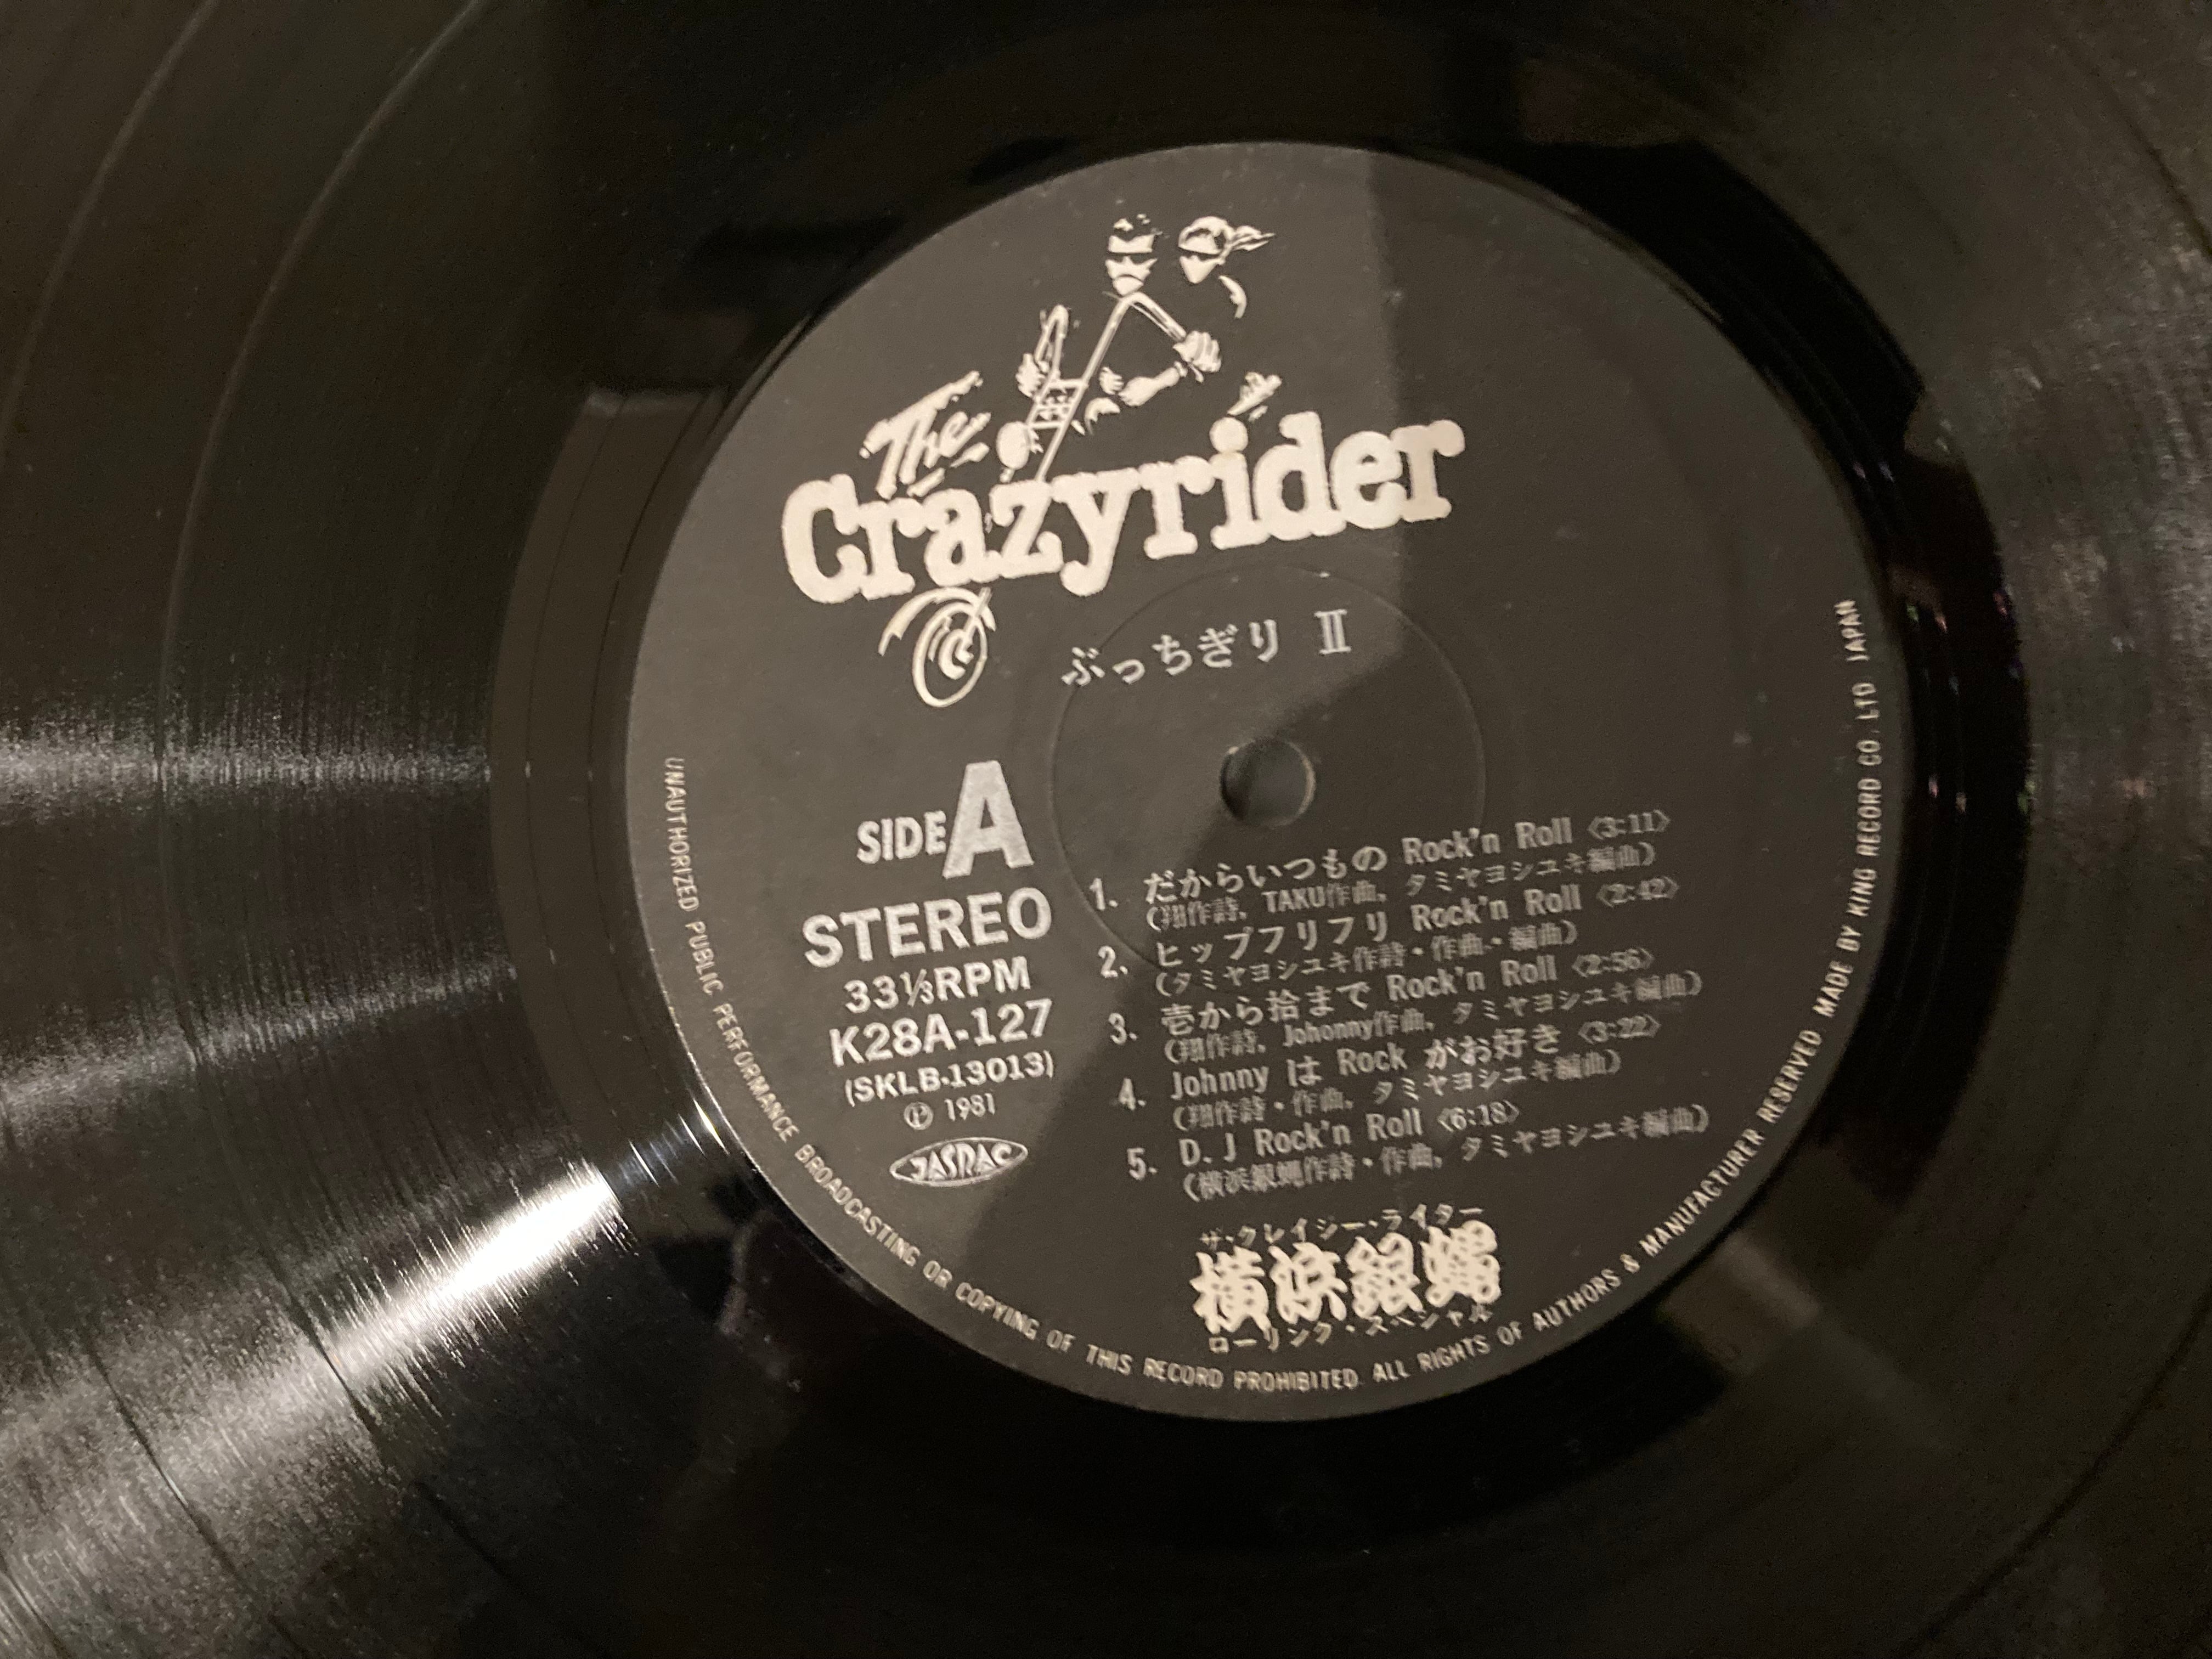 The
Crazyrider
ぶっちぎり Ⅱ
SIDE A
STEREO
33⅓RPM
K28A-127
(SKLB-13013)
Ⓟ 1981
JASRAC
1. だからいつもの Rock'n Roll 〈3:11〉
(翔作詩, TAKU作曲, タミヤヨシユキ編曲)
2. ヒップフリフリ Rock'n Roll 〈2:42〉
(タミヤヨシユキ作詩・作曲・編曲)
3. 壱から拾まで Rock'n Roll 〈2:56〉
(翔作詩, Johonny作曲, タミヤヨシユキ編曲)
4. Johnny は Rock がお好き 〈3:22〉
(翔作詩・作曲, タミヤヨシユキ編曲)
5. D.J Rock'n Roll 〈6:18〉
(横浜銀蝿作詩・作曲, タミヤヨシユキ編曲)
ザ・クレイジー・ライダー
横浜銀蝿
ローリング・スペシャル
UNAUTHORIZED PUBLIC PERFORMANCE BROADCASTING OR COPYING OF THIS RECORD PROHIBITED. ALL RIGHTS OF AUTHORS & MANUFACTURER RESERVED MADE BY KING RECORD CO. LTD JAPAN